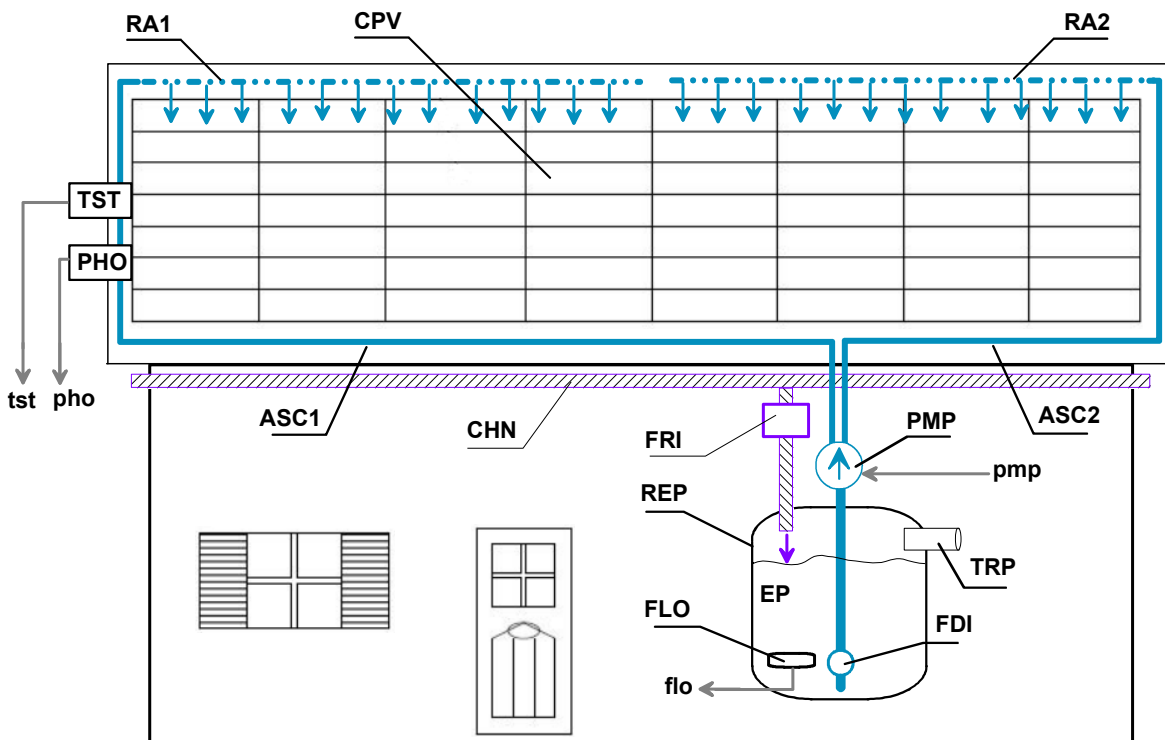 RA1
CPV
RA2
TST
PHO
tst
pho
ASC1
CHN
FRI
PMP
ASC2
pmp
REP
TRP
EP
FLO
FDI
flo